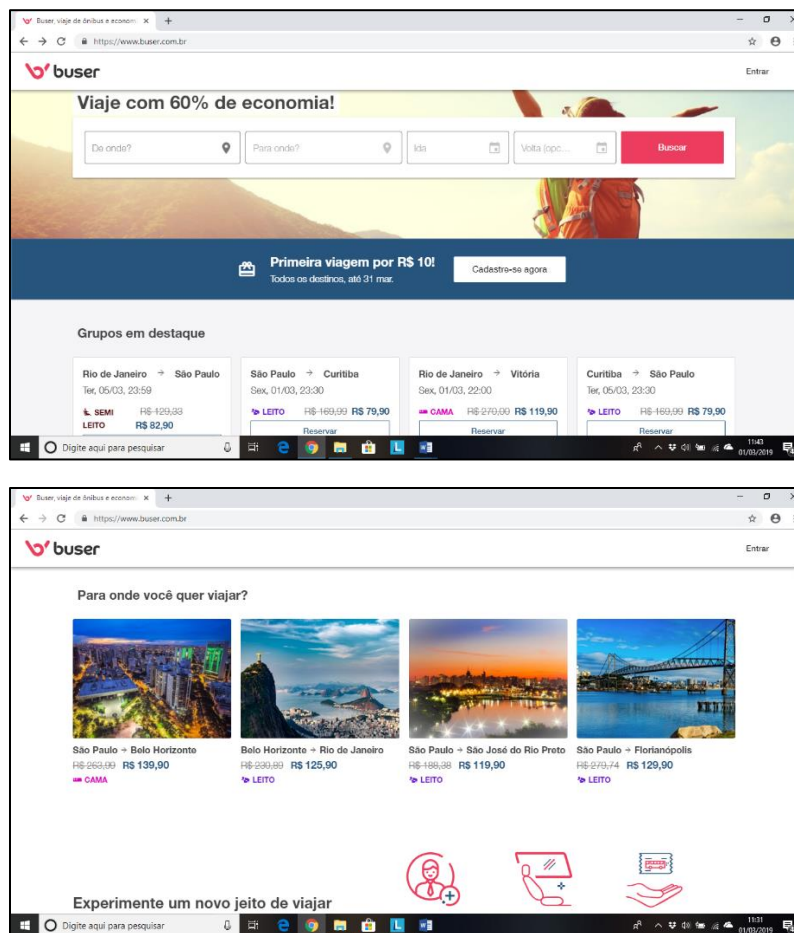 Buser, viaje de ônibus e economi
https://www.buser.com.br
buser
Entrar
Viaje com 60% de economia!
De onde?
Para onde?
Ida
Volta (opc...
Buscar
Primeira viagem por R$ 10!
Todos os destinos, até 31 mar.
Cadastre-se agora
Grupos em destaque
Rio de Janeiro → São Paulo
Ter, 05/03, 23:59
SEMI LEITO
R$ 129,33 R$ 82,90
São Paulo → Curitiba
Sex, 01/03, 23:30
LEITO R$ 169,99 R$ 79,90
Reservar
Rio de Janeiro → Vitória
Sex, 01/03, 22:00
CAMA R$ 270,00 R$ 119,90
Reservar
Curitiba → São Paulo
Ter, 05/03, 23:30
LEITO R$ 169,99 R$ 79,90
Reservar
Digite aqui para pesquisar
11:43
01/03/2019
Buser, viaje de ônibus e economi
https://www.buser.com.br
buser
Entrar
Para onde você quer viajar?
São Paulo → Belo Horizonte
R$ 263,99 R$ 139,90
CAMA
Belo Horizonte → Rio de Janeiro
R$ 230,89 R$ 125,90
LEITO
São Paulo → São José do Rio Preto
R$ 188,38 R$ 119,90
LEITO
São Paulo → Florianópolis
R$ 279,74 R$ 129,90
LEITO
Experimente um novo jeito de viajar
Digite aqui para pesquisar
11:31
01/03/2019